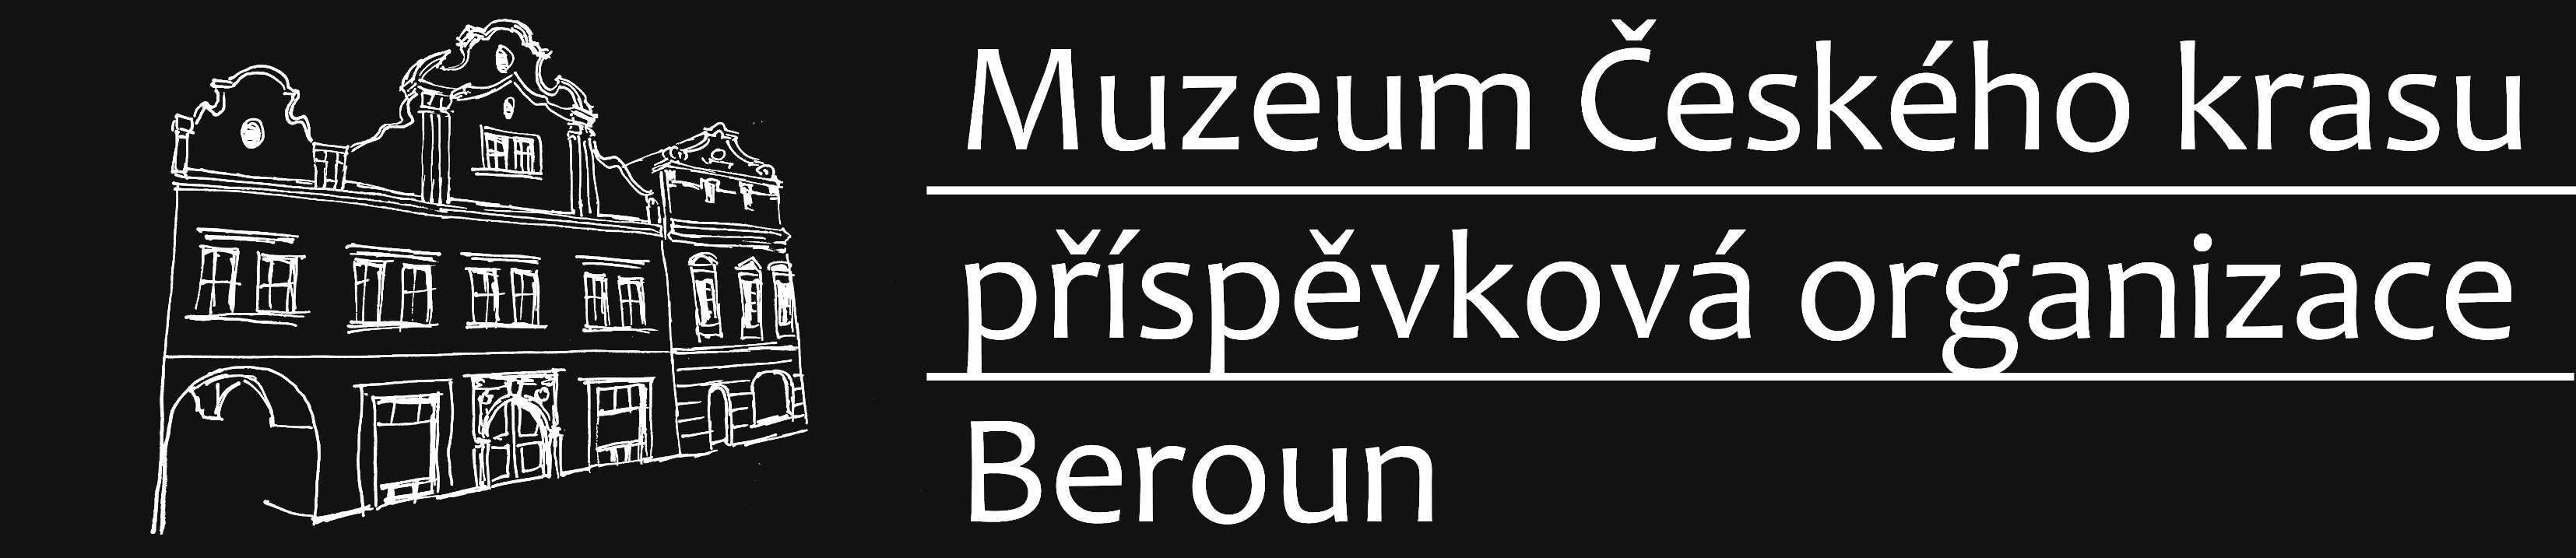 Muzeum Českého krasu
příspěvková organizace
Beroun